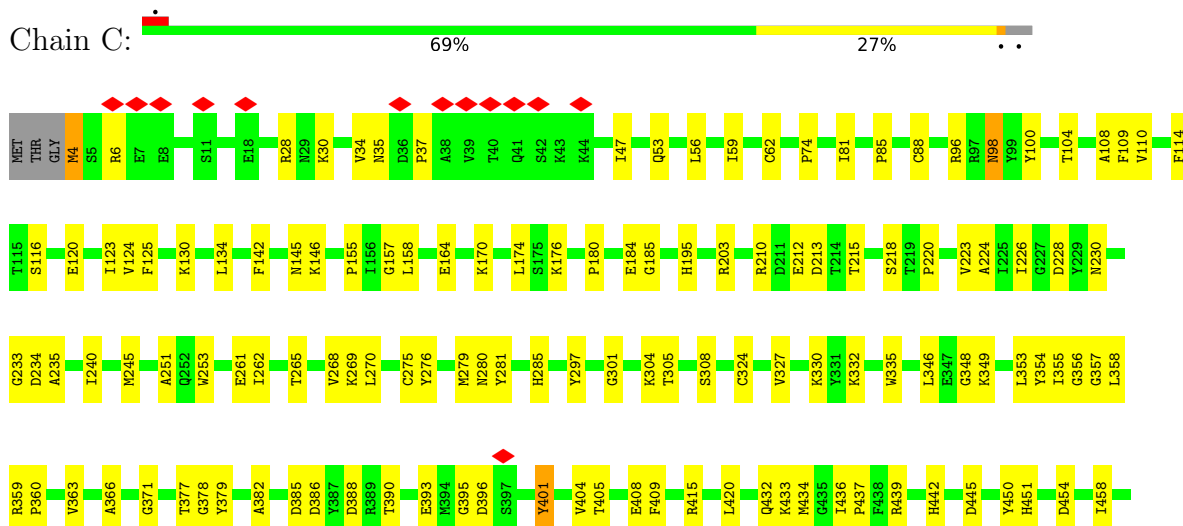 Chain C:
69% 27%
MET THR GLY M4 S5 R6 E7 E8 S11 E18 R28 N29 K30 V34 N35 D36 P37 A38 V39 T40 Q41 S42 K43 K44 I47 Q53 L56 I59 C62 P74 I81 P85 C88 R96 R97 N98 Y99 Y100 T104 A108 F109 V110 F114
T115 S116 E120 I123 V124 F125 K130 L134 F142 N145 K146 P155 I156 G157 L158 E164 K170 L174 S175 K176 P180 E184 G185 H195 R203 R210 D211 E212 D213 T214 T215 S218 T219 P220 V223 A224 I225 I226 G227 D228 Y229 N230
G233 D234 A235 I240 M245 A251 Q252 W253 E261 I262 T265 V268 K269 L270 C275 Y276 M279 N280 Y281 H285 Y297 G301 K304 T305 S308 C324 V327 K330 Y331 K332 W335 L346 E347 G348 K349 L353 Y354 I355 G356 G357 L358
R359 P360 V363 A366 G371 T377 G378 Y379 A382 D385 D386 Y387 D388 R389 T390 E393 M394 G395 D396 S397 Y401 V404 T405 E408 F409 R415 L420 Q432 K433 M434 G435 I436 P437 F438 R439 H442 D445 Y450 H451 D454 I458